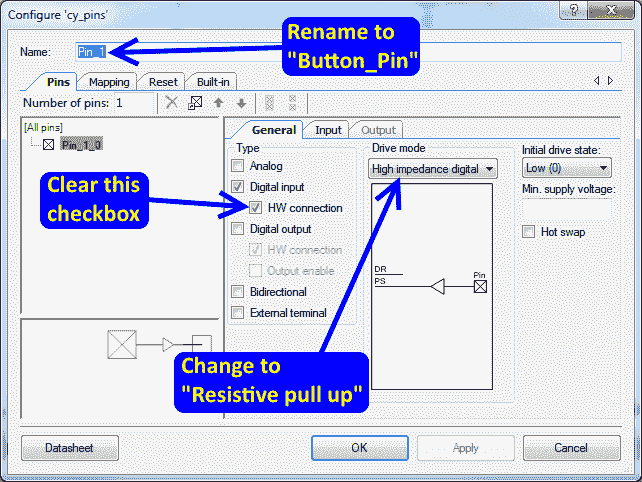 Configure 'cy_pins'
Rename to
"Button_Pin"
Name:
Pin_1
Pins
Mapping
Reset
Built-in
Number of pins: 1
[All pins]
Pin_1_0
General
Input
Output
Type
Analog
Digital input
HW connection
Digital output
HW connection
Output enable
Bidirectional
External terminal
Clear this
checkbox
Drive mode
High impedance digital
DR
PS
Pin
Initial drive state:
Low (0)
Min. supply voltage:
Hot swap
Change to
"Resistive pull up"
Datasheet
OK
Apply
Cancel